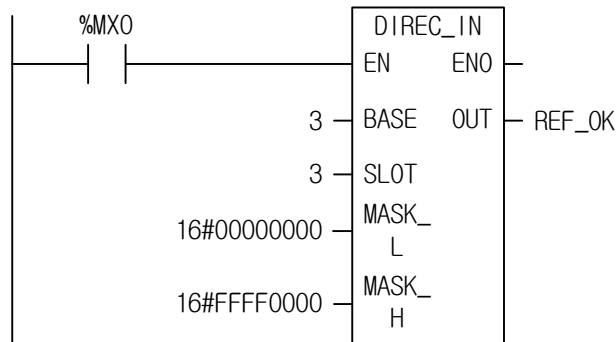 %MX0
DIREC_IN
EN ENO
3 BASE OUT REF_OK
3 SLOT
16#00000000 MASK_
L
16#FFFF0000 MASK_
H